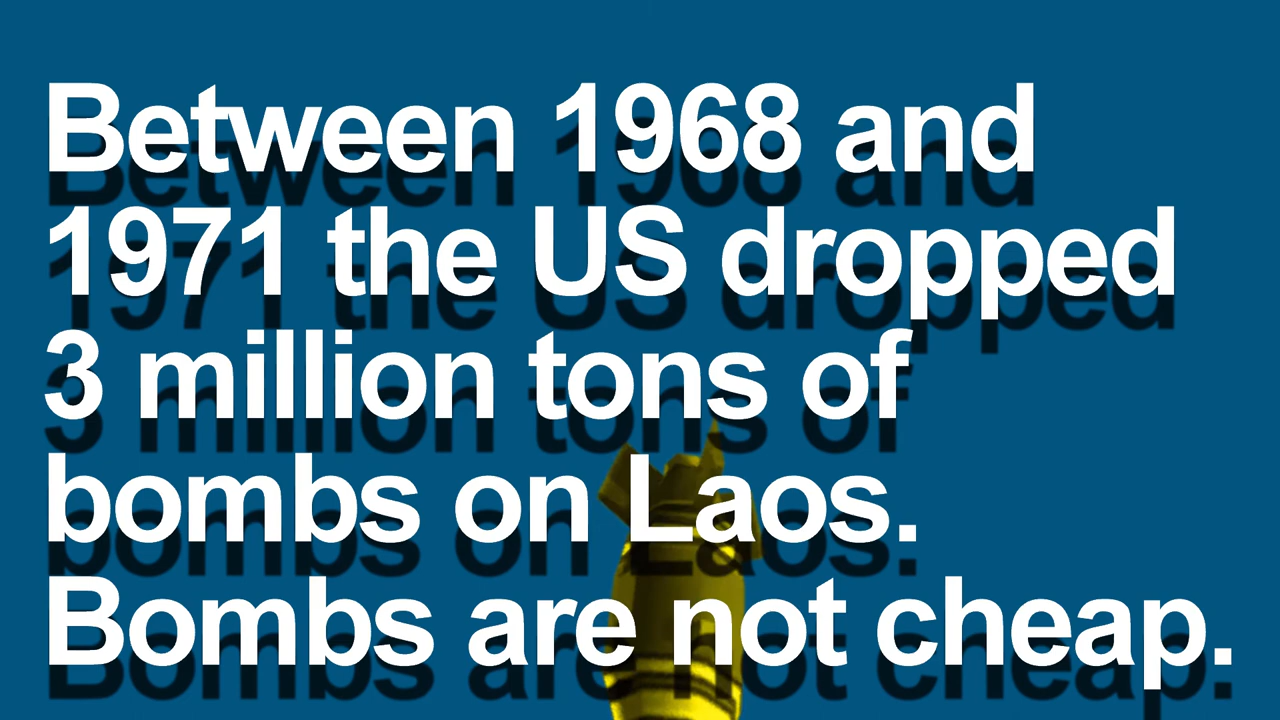 Between 1968 and
1971 the US dropped
3 million tons of
bombs on Laos.
Bombs are not cheap.